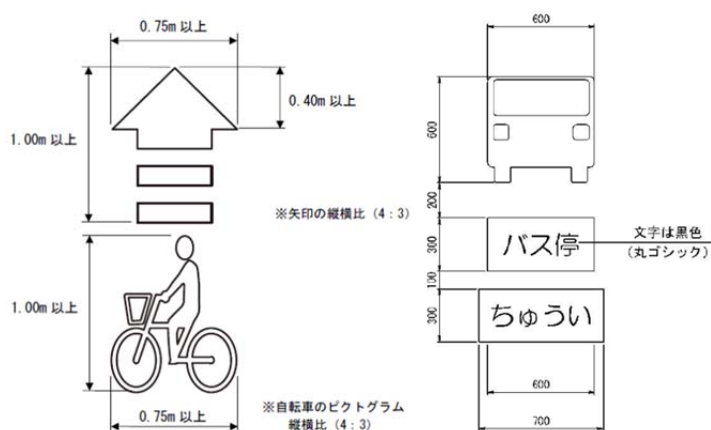 0.75m 以上
0.40m 以上
1.00m 以上
※矢印の縦横比 (4:3)
1.00m 以上
0.75m 以上
※自転車のピクトグラム
縦横比 (4:3)
600
600
200
バス停
300
文字は黒色
(丸ゴシック)
100
ちゅうい
300
600
700